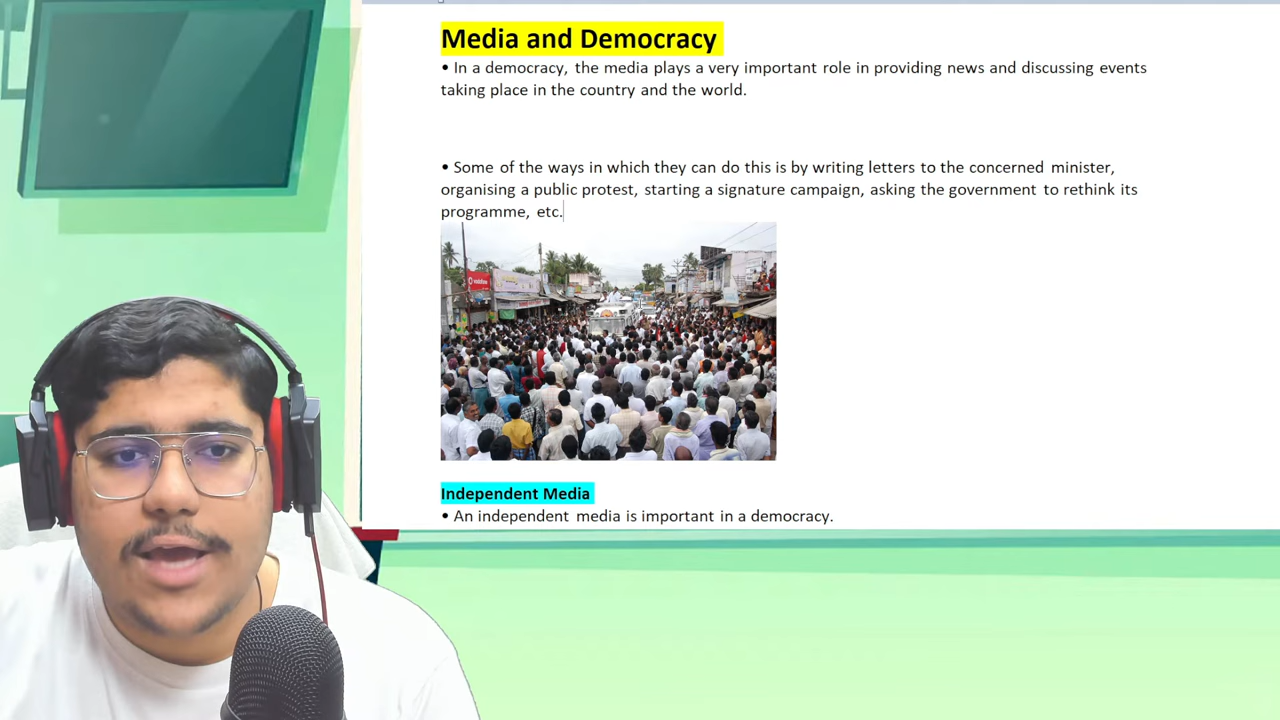 Media and Democracy
• In a democracy, the media plays a very important role in providing news and discussing events
taking place in the country and the world.
• Some of the ways in which they can do this is by writing letters to the concerned minister,
organising a public protest, starting a signature campaign, asking the government to rethink its
programme, etc.
vodafone
Independent Media
• An independent media is important in a democracy.